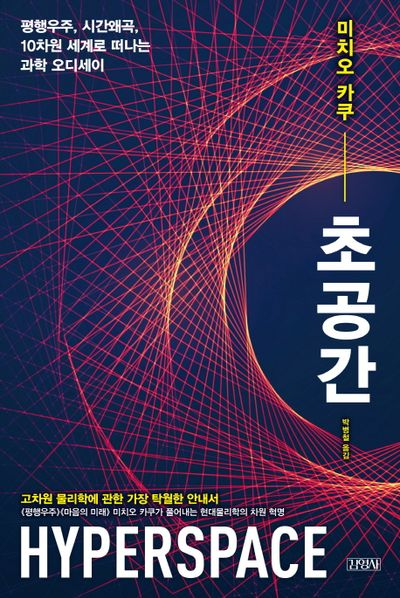 평행우주, 시간왜곡,
10차원 세계로 떠나는
과학 오디세이
미치오 카쿠
초공간
박병철 옮김
고차원 물리학에 관한 가장 탁월한 안내서
《평행우주》《마음의 미래》 미치오 카쿠가 풀어내는 현대물리학의 차원 혁명
HYPERSPACE
김영사